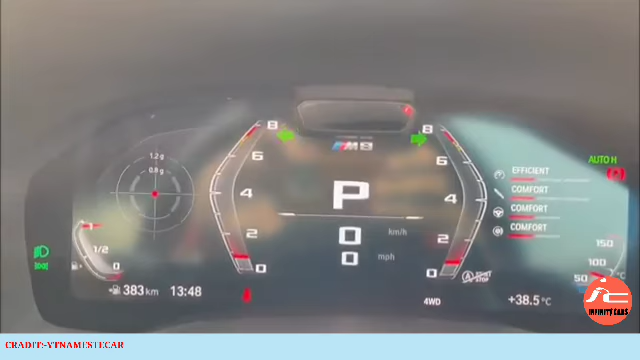 8
8
M8
6
6
1.2 g
0.8 g
4
4
P
2
2
0
0
0 km/h
0 mph
EFFICIENT
COMFORT
COMFORT
COMFORT
AUTO H
150
100
50
°C
1/2
0
383 km
13:48
4WD
+38.5 °C
INFINITY CARS
CRADIT:-YTNAMESTECAR